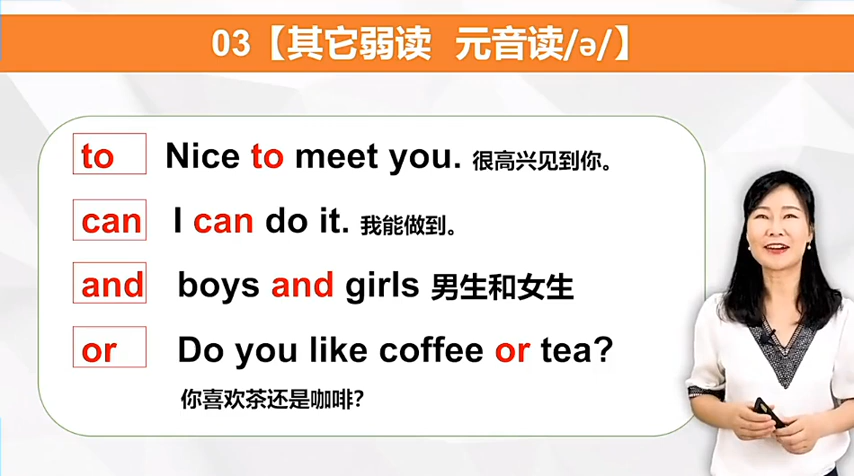 03【其它弱读 元音读/ə/】
to Nice to meet you. 很高兴见到你。
can I can do it. 我能做到。
and boys and girls 男生和女生
or Do you like coffee or tea?
你喜欢茶还是咖啡？